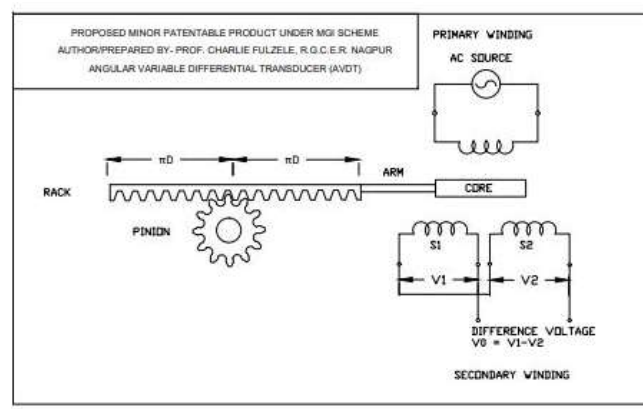 PROPOSED MINOR PATENTABLE PRODUCT UNDER MGI SCHEME
AUTHOR/PREPARED BY- PROF. CHARLIE FULZELE, R.G.C.E.R. NAGPUR
ANGULAR VARIABLE DIFFERENTIAL TRANSDUCER (AVDT)
PRIMARY WINDING
AC SOURCE
πD
πD
ARM
RACK
CORE
PINION
S1
S2
V1
V2
DIFFERENCE VOLTAGE
V0 = V1-V2
SECONDARY WINDING